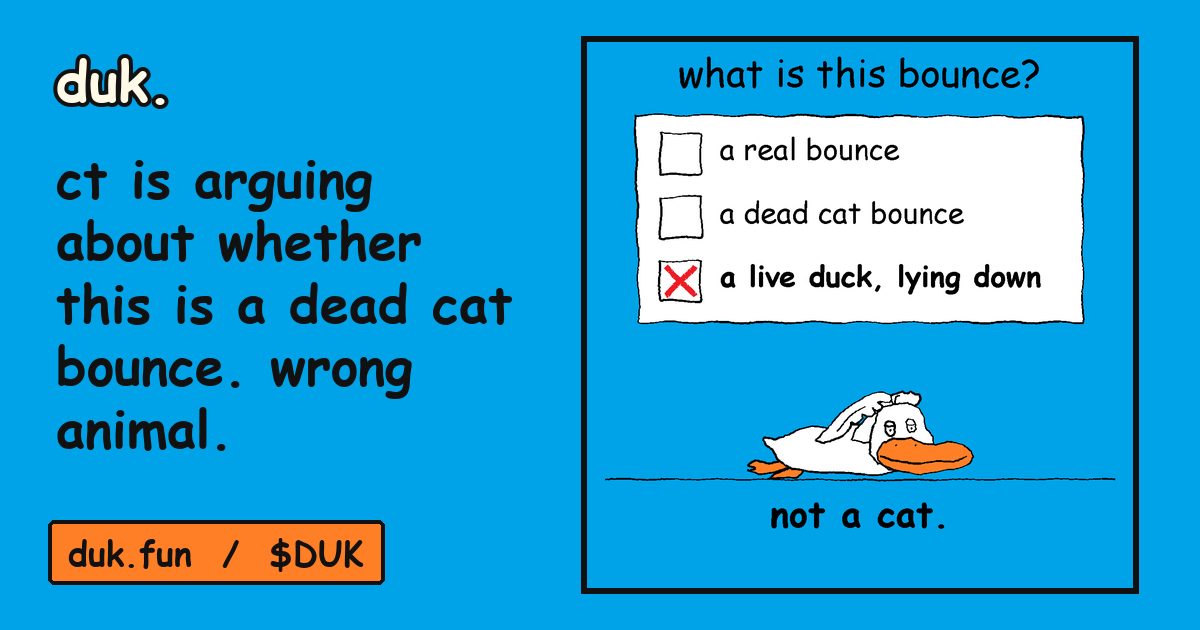 duk.
ct is arguing
about whether
this is a dead cat
bounce. wrong
animal.
duk.fun / $DUK
what is this bounce?
a real bounce
a dead cat bounce
a live duck, lying down
not a cat.